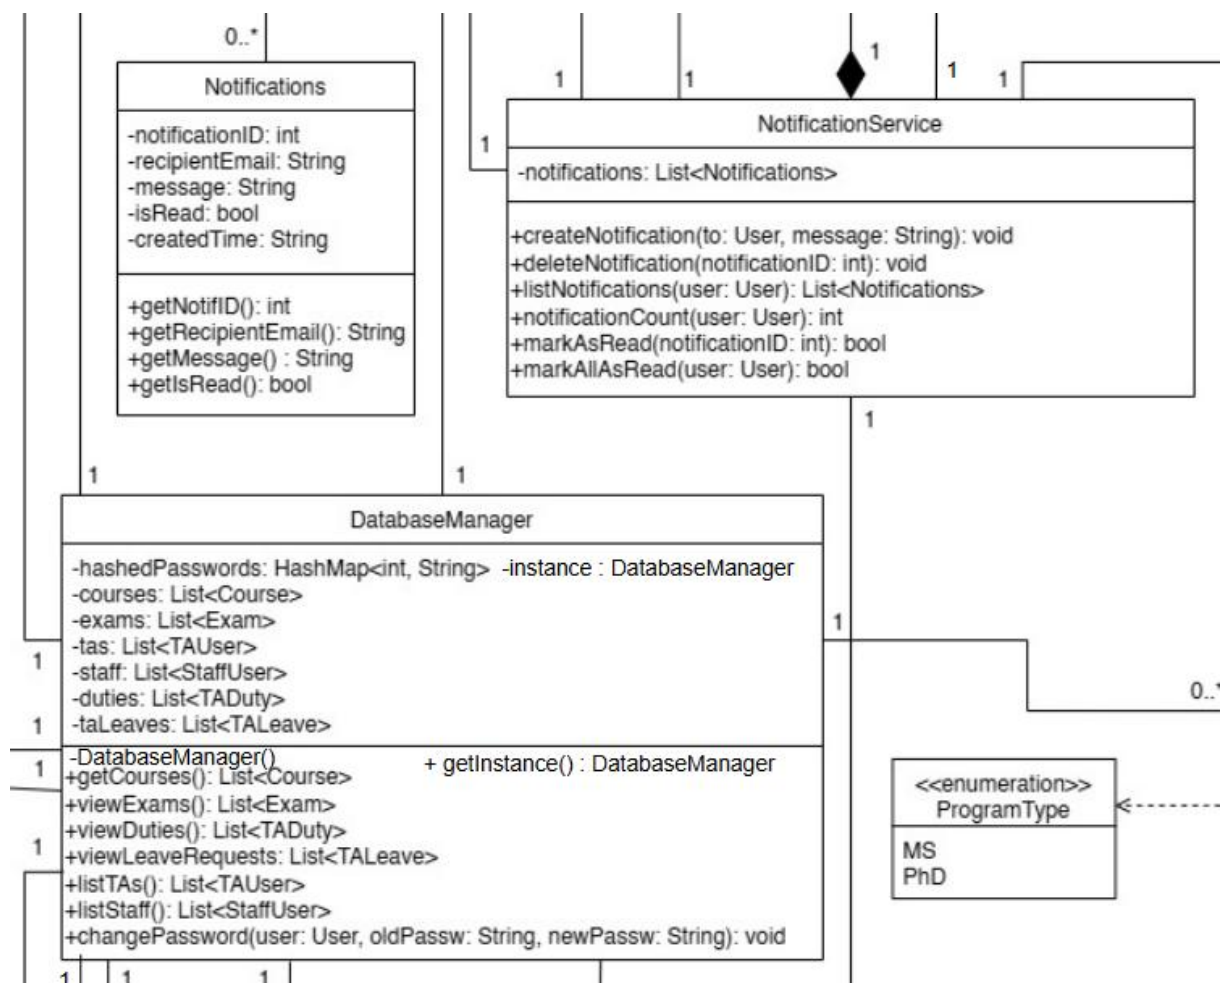 0..*
1
1
1
1
1
1
Notifications
-notificationID: int
-recipientEmail: String
-message: String
-isRead: bool
-createdTime: String
+getNotifID(): int
+getRecipientEmail(): String
+getMessage() : String
+getIsRead(): bool
NotificationService
-notifications: List<Notifications>
+createNotification(to: User, message: String): void
+deleteNotification(notificationID: int): void
+listNotifications(user: User): List<Notifications>
+notificationCount(user: User): int
+markAsRead(notificationID: int): bool
+markAllAsRead(user: User): bool
1
1
1
DatabaseManager
-hashedPasswords: HashMap<int, String> -instance : DatabaseManager
-courses: List<Course>
-exams: List<Exam>
-tas: List<TAUser>
-staff: List<StaffUser>
-duties: List<TADuty>
-taLeaves: List<TALeave>
-DatabaseManager() + getInstance() : DatabaseManager
+getCourses(): List<Course>
+viewExams(): List<Exam>
+viewDuties(): List<TADuty>
+viewLeaveRequests: List<TALeave>
+listTAs(): List<TAUser>
+listStaff(): List<StaffUser>
+changePassword(user: User, oldPassw: String, newPassw: String): void
1
1
1
1
1
0..*
<<enumeration>>
ProgramType
MS
PhD
1
1
1